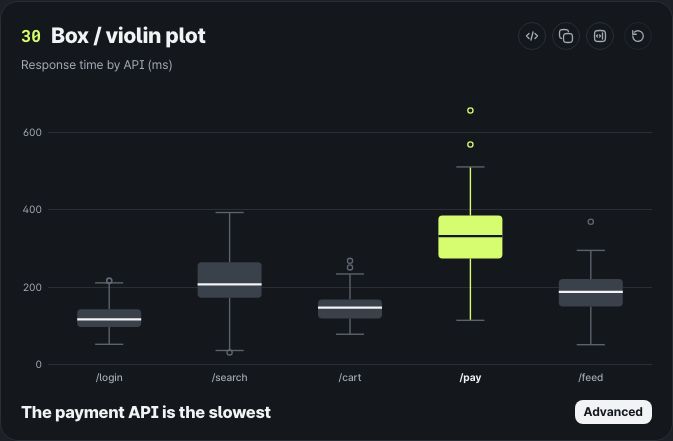 30 Box / violin plot
Response time by API (ms)
600
400
200
0
/login /search /cart /pay /feed
The payment API is the slowest
Advanced